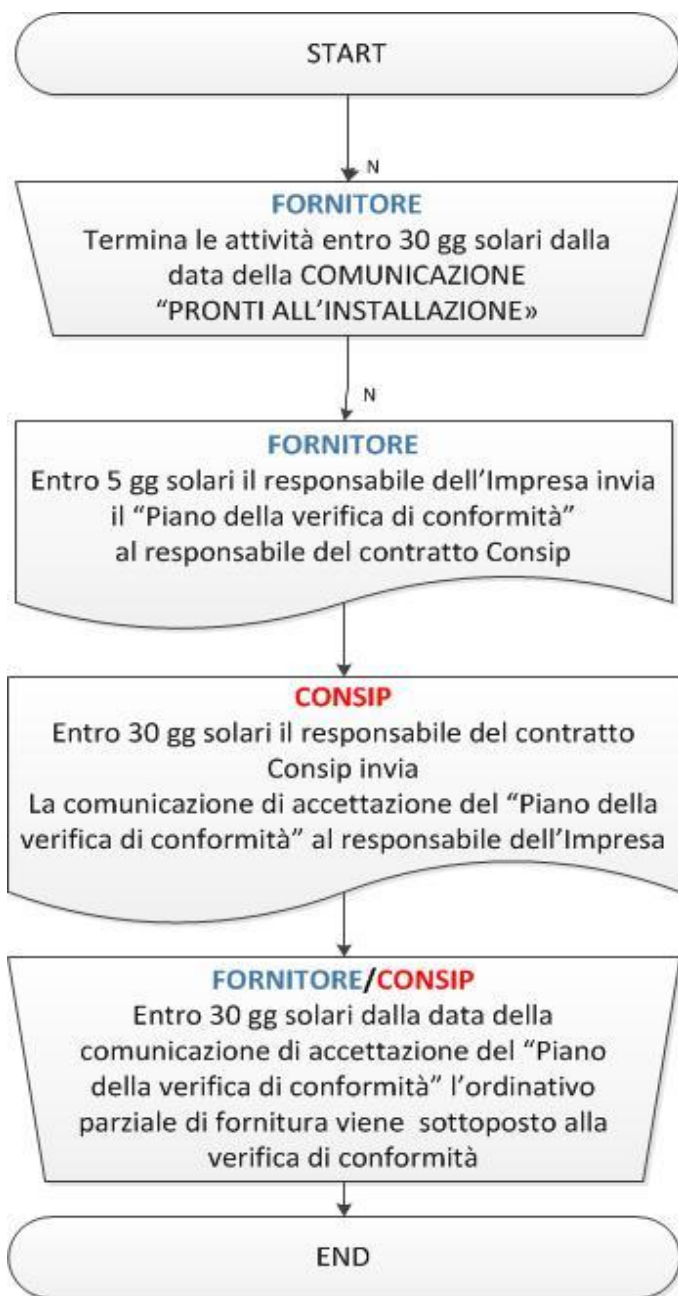 START
N
FORNITORE
Termina le attività entro 30 gg solari dalla
data della COMUNICAZIONE
“PRONTI ALL’INSTALLAZIONE»
N
FORNITORE
Entro 5 gg solari il responsabile dell’Impresa invia
il “Piano della verifica di conformità”
al responsabile del contratto Consip
CONSIP
Entro 30 gg solari il responsabile del contratto
Consip invia
La comunicazione di accettazione del “Piano della
verifica di conformità” al responsabile dell’Impresa
FORNITORE/CONSIP
Entro 30 gg solari dalla data della
comunicazione di accettazione del “Piano
della verifica di conformità” l’ordinativo
parziale di fornitura viene sottoposto alla
verifica di conformità
END